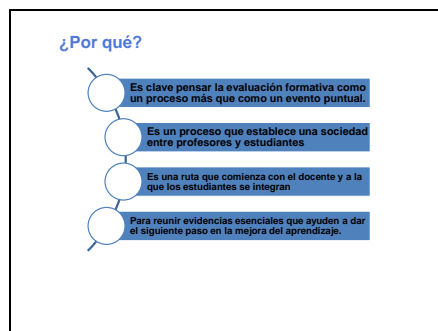 ¿Por qué?
Es clave pensar la evaluación formativa como
un proceso más que como un evento puntual.
Es un proceso que establece una sociedad
entre profesores y estudiantes
Es una ruta que comienza con el docente y a la
que los estudiantes se integran
Para reunir evidencias esenciales que ayuden a dar
el siguiente paso en la mejora del aprendizaje.